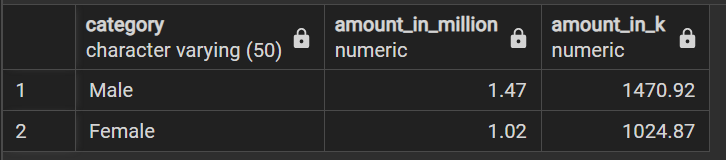 category amount_in_million amount_in_k
character varying (50) numeric numeric
1 Male 1.47 1470.92
2 Female 1.02 1024.87